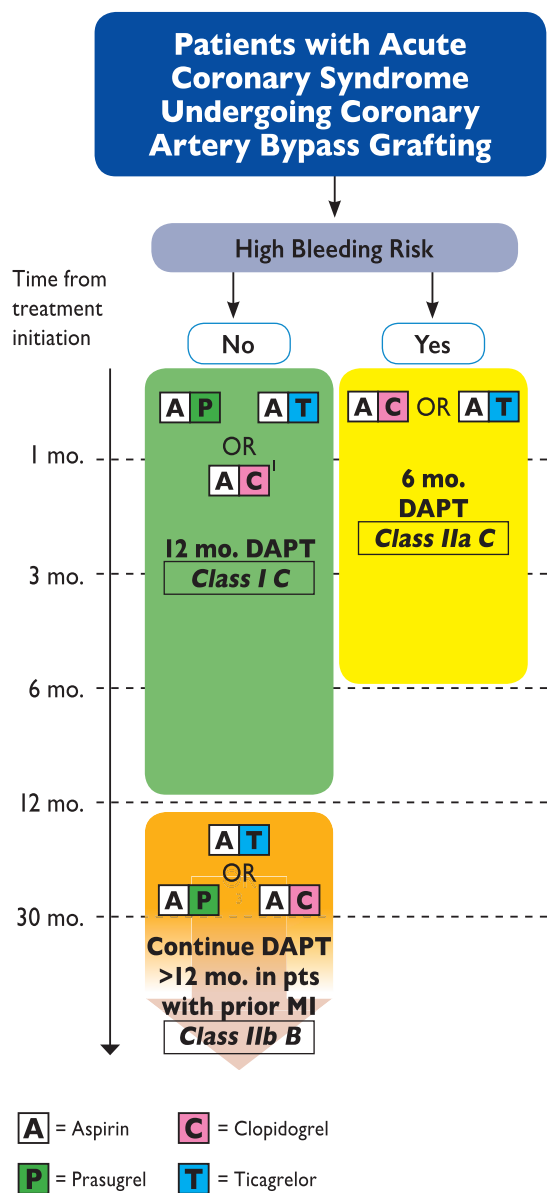 Patients with Acute
Coronary Syndrome
Undergoing Coronary
Artery Bypass Grafting
High Bleeding Risk
Time from
treatment
initiation
No
Yes
A P A T
A C OR A T
OR
1 mo.
A C 1
6 mo.
DAPT
Class IIa C
12 mo. DAPT
Class I C
3 mo.
6 mo.
12 mo.
A T
OR
A P A C
30 mo.
Continue DAPT
>12 mo. in pts
with prior MI
Class IIb B
A = Aspirin C = Clopidogrel
P = Prasugrel T = Ticagrelor